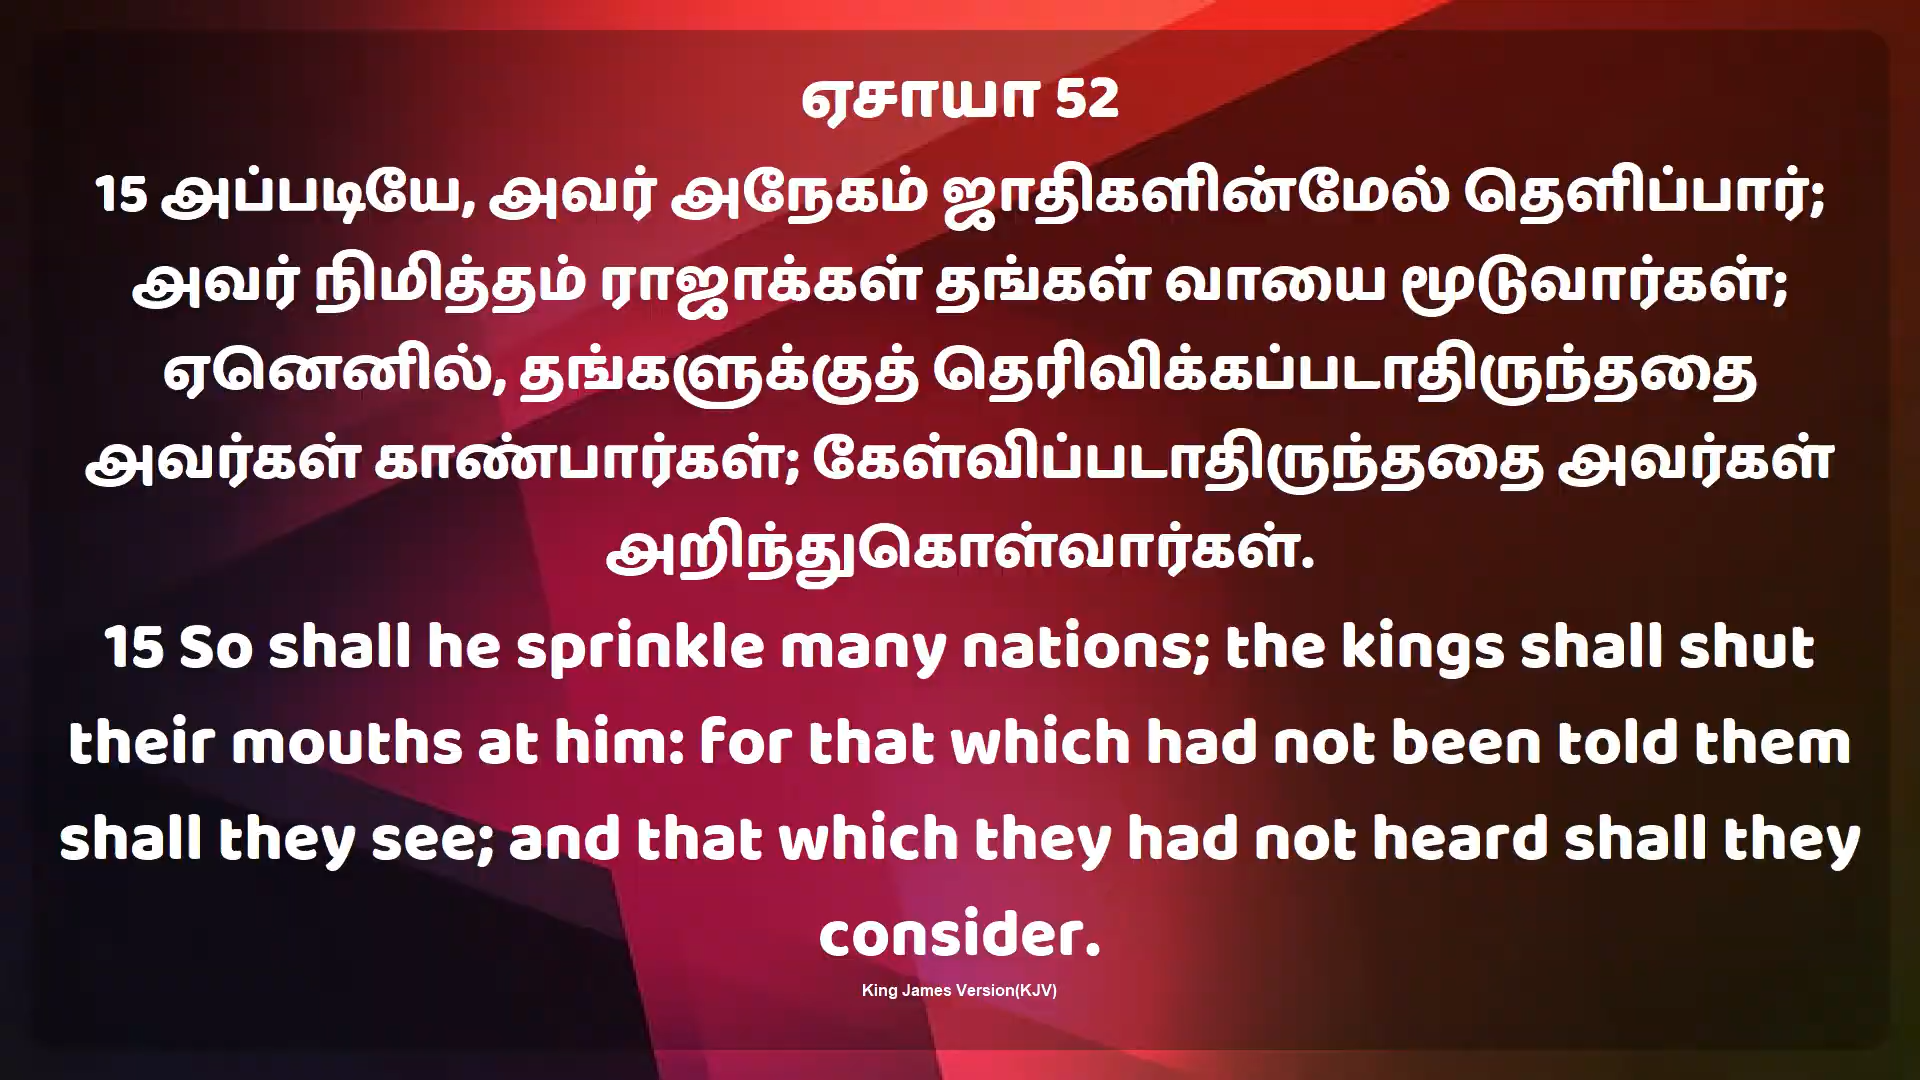 ஏசாயா 52
15 அப்படியே, அவர் அநேகம் ஜாதிகளின்மேல் தெளிப்பார்;
அவர் நிமித்தம் ராஜாக்கள் தங்கள் வாயை மூடுவார்கள்;
ஏனெனில், தங்களுக்குத் தெரிவிக்கப்படாதிருந்ததை
அவர்கள் காண்பார்கள்; கேள்விப்படாதிருந்ததை அவர்கள்
அறிந்துகொள்வார்கள்.
15 So shall he sprinkle many nations; the kings shall shut
their mouths at him: for that which had not been told them
shall they see; and that which they had not heard shall they
consider.
King James Version(KJV)